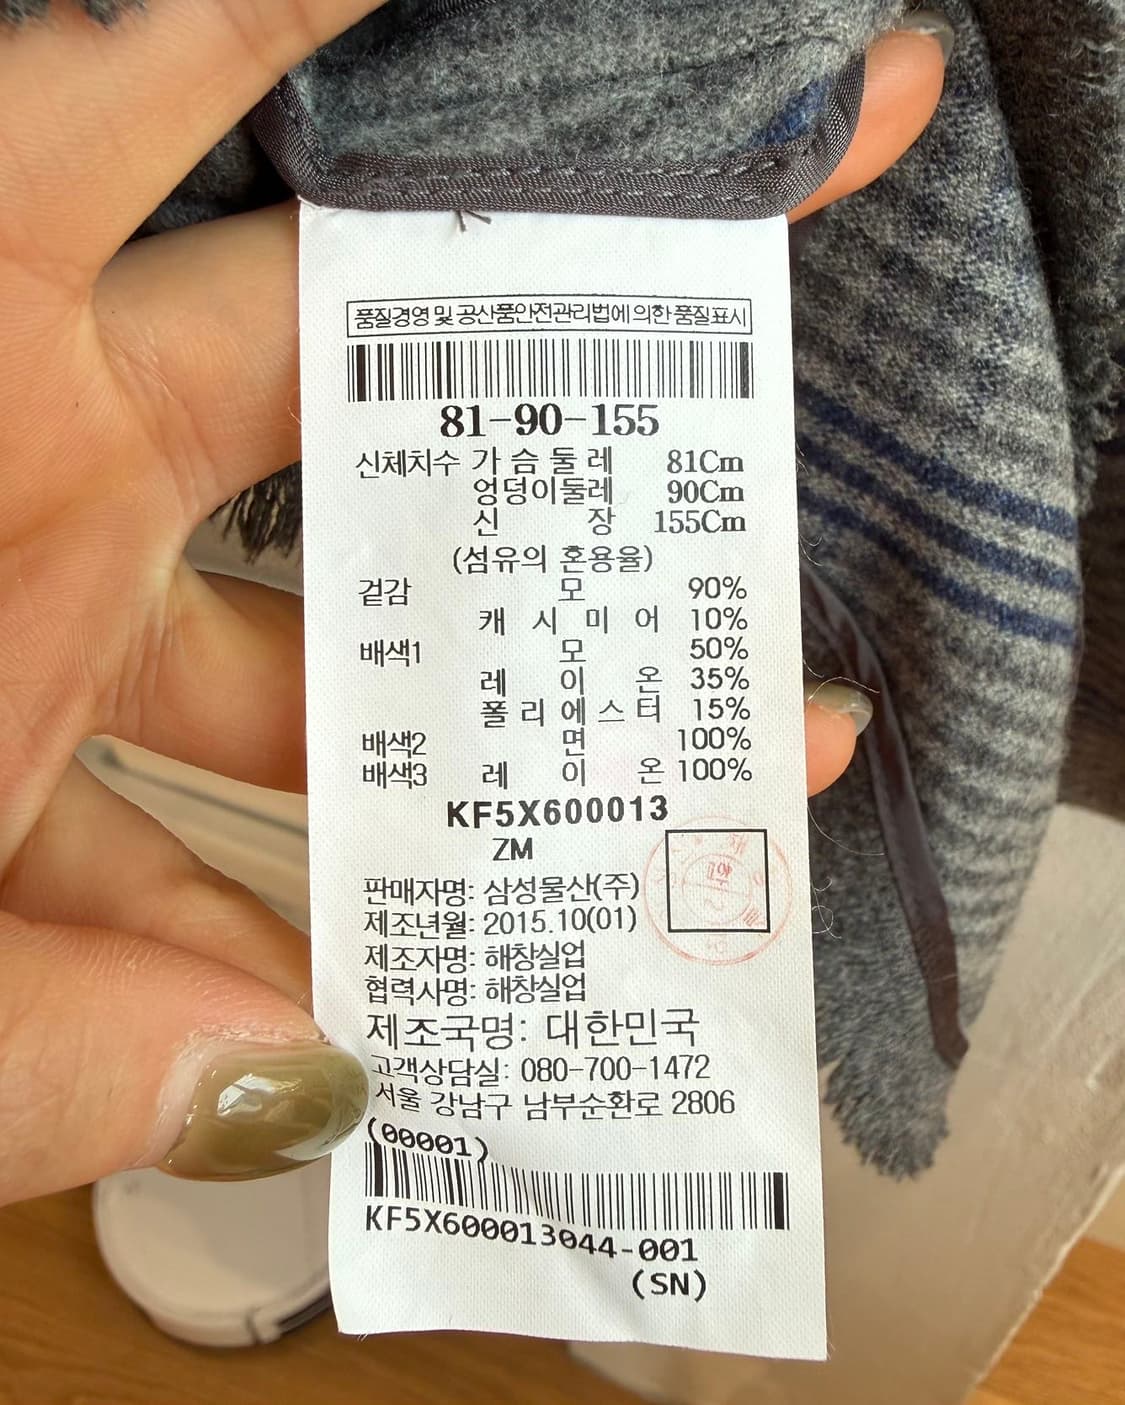 품질경영 및 공산품안전관리법에 의한 품질표시
81-90-155
신체치수 가슴둘레 81Cm
엉덩이둘레 90Cm
신장 155Cm
(섬유의 혼용율)
겉감 모 90%
캐시미어 10%
배색1 모 50%
레이온 35%
폴리에스터 15%
배색2 면 100%
배색3 레이온 100%
KF5X600013
ZM
판매자명: 삼성물산(주)
제조년월: 2015.10(01)
제조자명: 해창실업
협력사명: 해창실업
제조국명: 대한민국
고객상담실: 080-700-1472
서울 강남구 남부순환로 2806
(00001)
KF5X600013044-001
(SN)